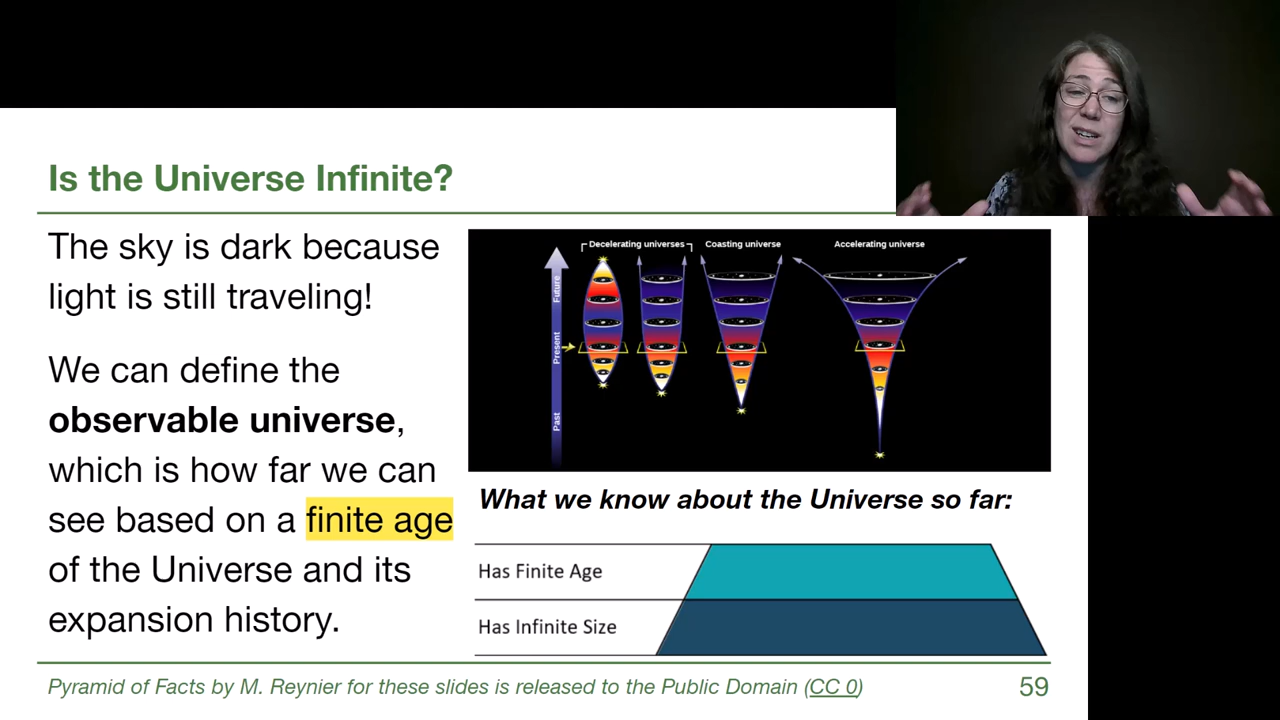 Is the Universe Infinite?
The sky is dark because
light is still traveling!
We can define the
observable universe,
which is how far we can
see based on a finite age
of the Universe and its
expansion history.
Decelerating universes
Coasting universe
Accelerating universe
Future
Present
Past
What we know about the Universe so far:
Has Finite Age
Has Infinite Size
Pyramid of Facts by M. Reynier for these slides is released to the Public Domain (CC 0)
59